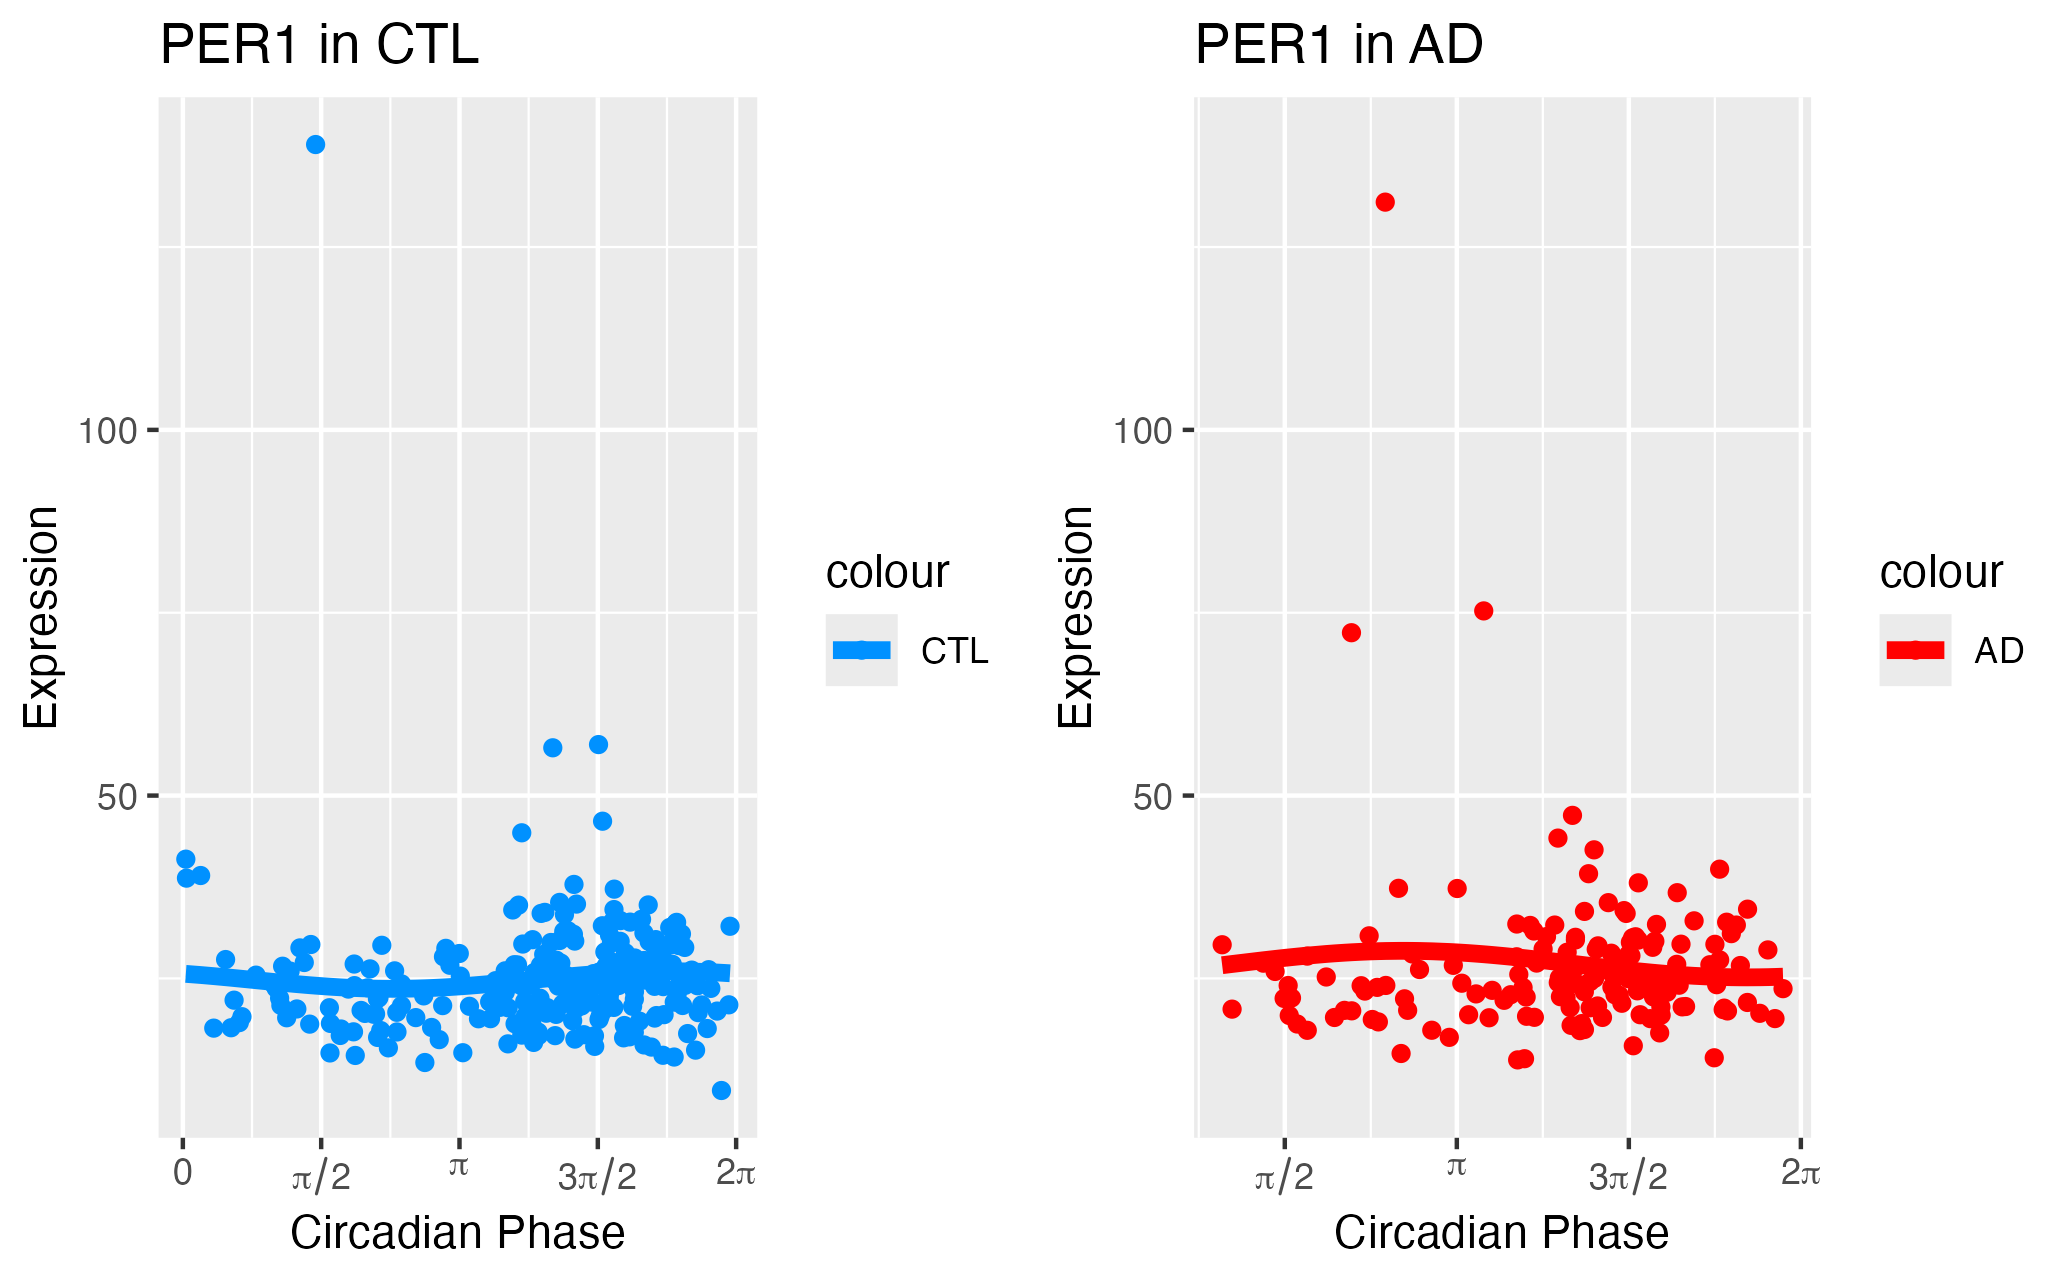 PER1 in CTL
100
50
Expression
0
π/2
π
3π/2
2π
Circadian Phase
colour
CTL
PER1 in AD
100
50
Expression
π/2
π
3π/2
2π
Circadian Phase
colour
AD